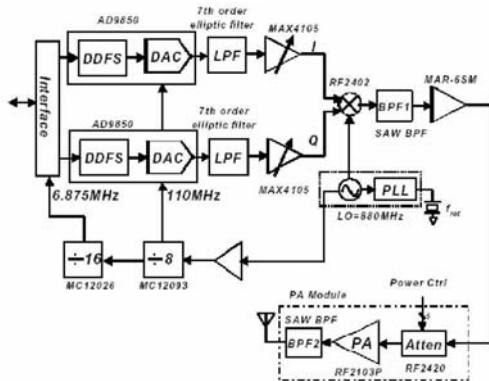 AD9850
7th order
elliptic filter
MAX4105
DDFS
DAC
LPF
I
RF2402
MAR-6SM
Interface
7th order
elliptic filter
AD9850
BPF1
SAW BPF
DDFS
DAC
LPF
Q
MAX4105
6.875MHz
110MHz
PLL
LO=880MHz
f ref
÷16
÷8
MC12026
MC12093
Power Ctrl
PA Module
SAW BPF
5
BPF2
PA
Atten
RF2103P
RF2420